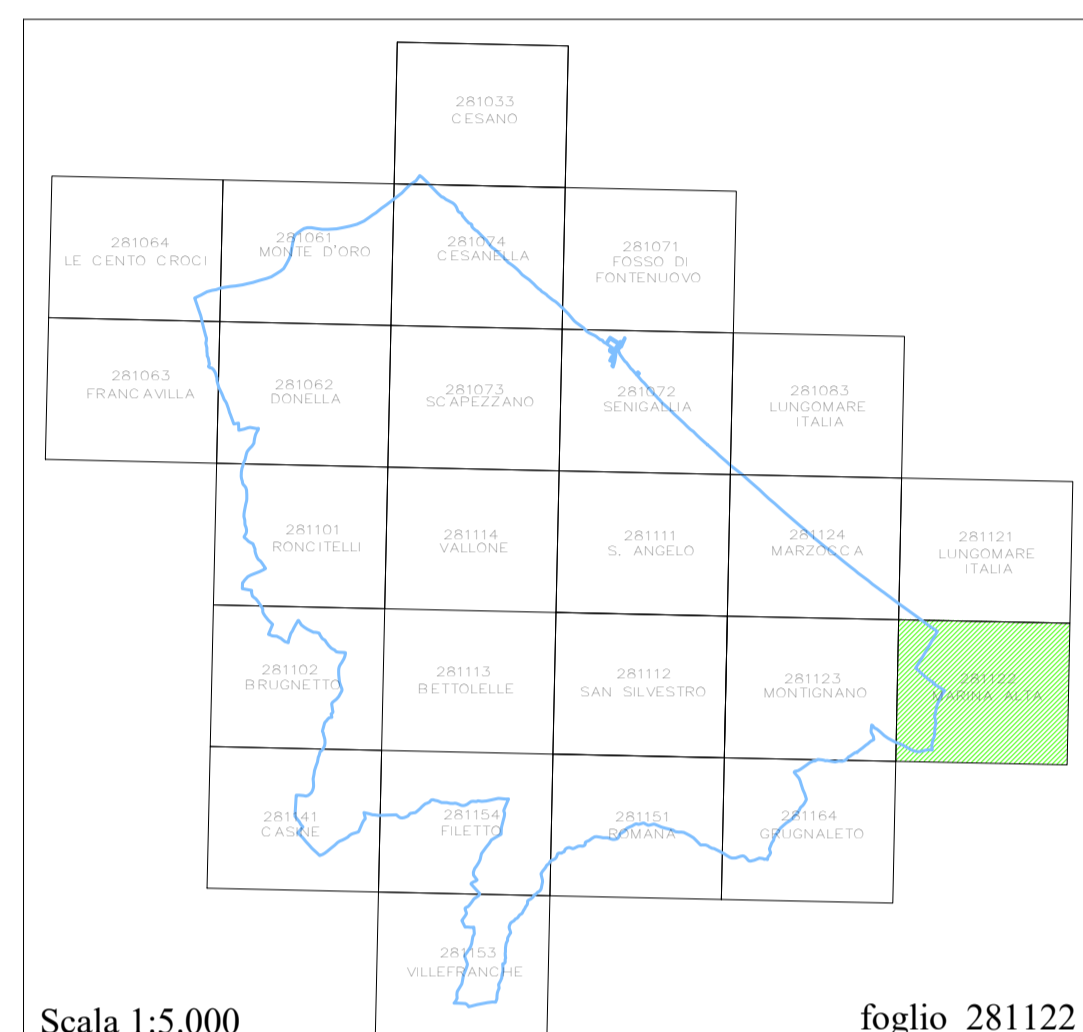 281033
CESANO
281064
LE CENTO CROCI
281061
MONTE D'ORO
281074
CESANELLA
281071
FOSSO DI
FONTENUOVO
281063
FRANCAVILLA
281062
DONELLA
281073
SCAPEZZANO
281072
SENIGALLIA
281083
LUNGOMARE
ITALIA
281101
RONCITELLI
281114
VALLONE
281111
S. ANGELO
281124
MARZOCCA
281121
LUNGOMARE
ITALIA
281102
BRUGNETTO
281113
BETTOLELLE
281112
SAN SILVESTRO
281123
MONTIGNANO
281122
MARINA ALTA
281141
CASINE
281154
FILETTO
281151
ROMANA
281164
GRUGNALETO
281153
VILLEFRANCHE
Scala 1:5.000
foglio 281122